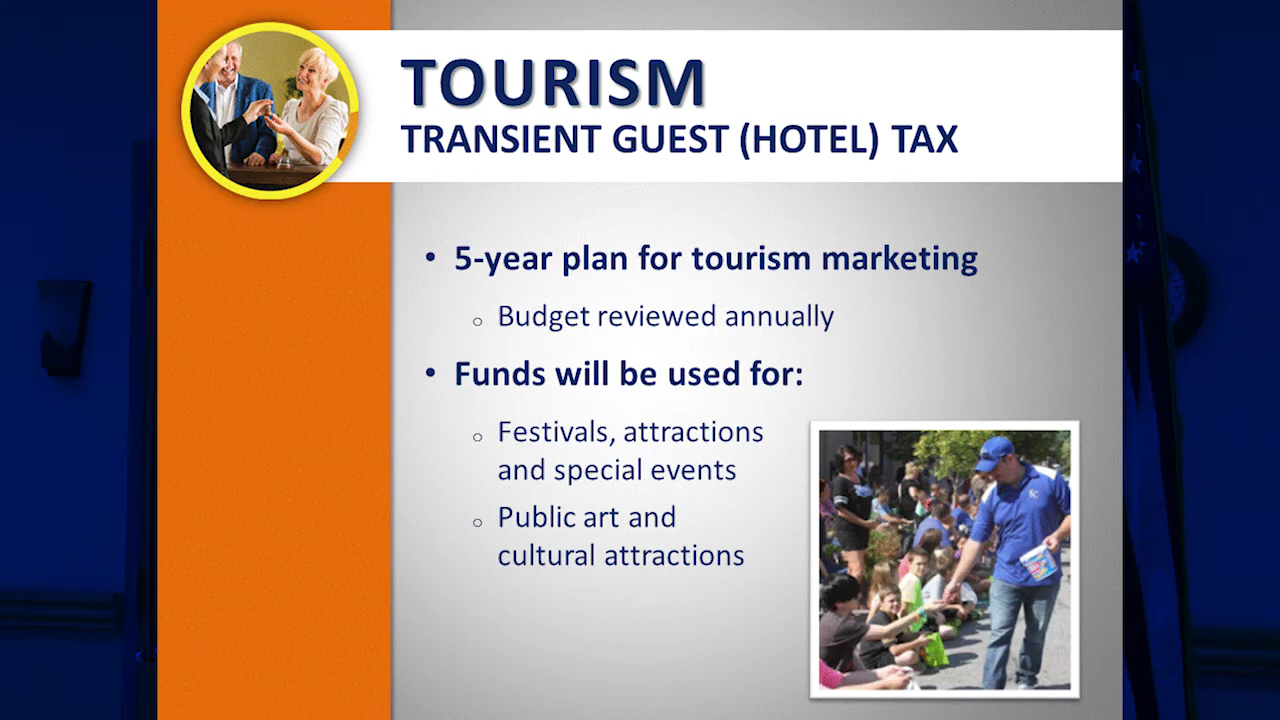 TOURISM
TRANSIENT GUEST (HOTEL) TAX
• 5-year plan for tourism marketing
o Budget reviewed annually
• Funds will be used for:
o Festivals, attractions
and special events
o Public art and
cultural attractions
KC